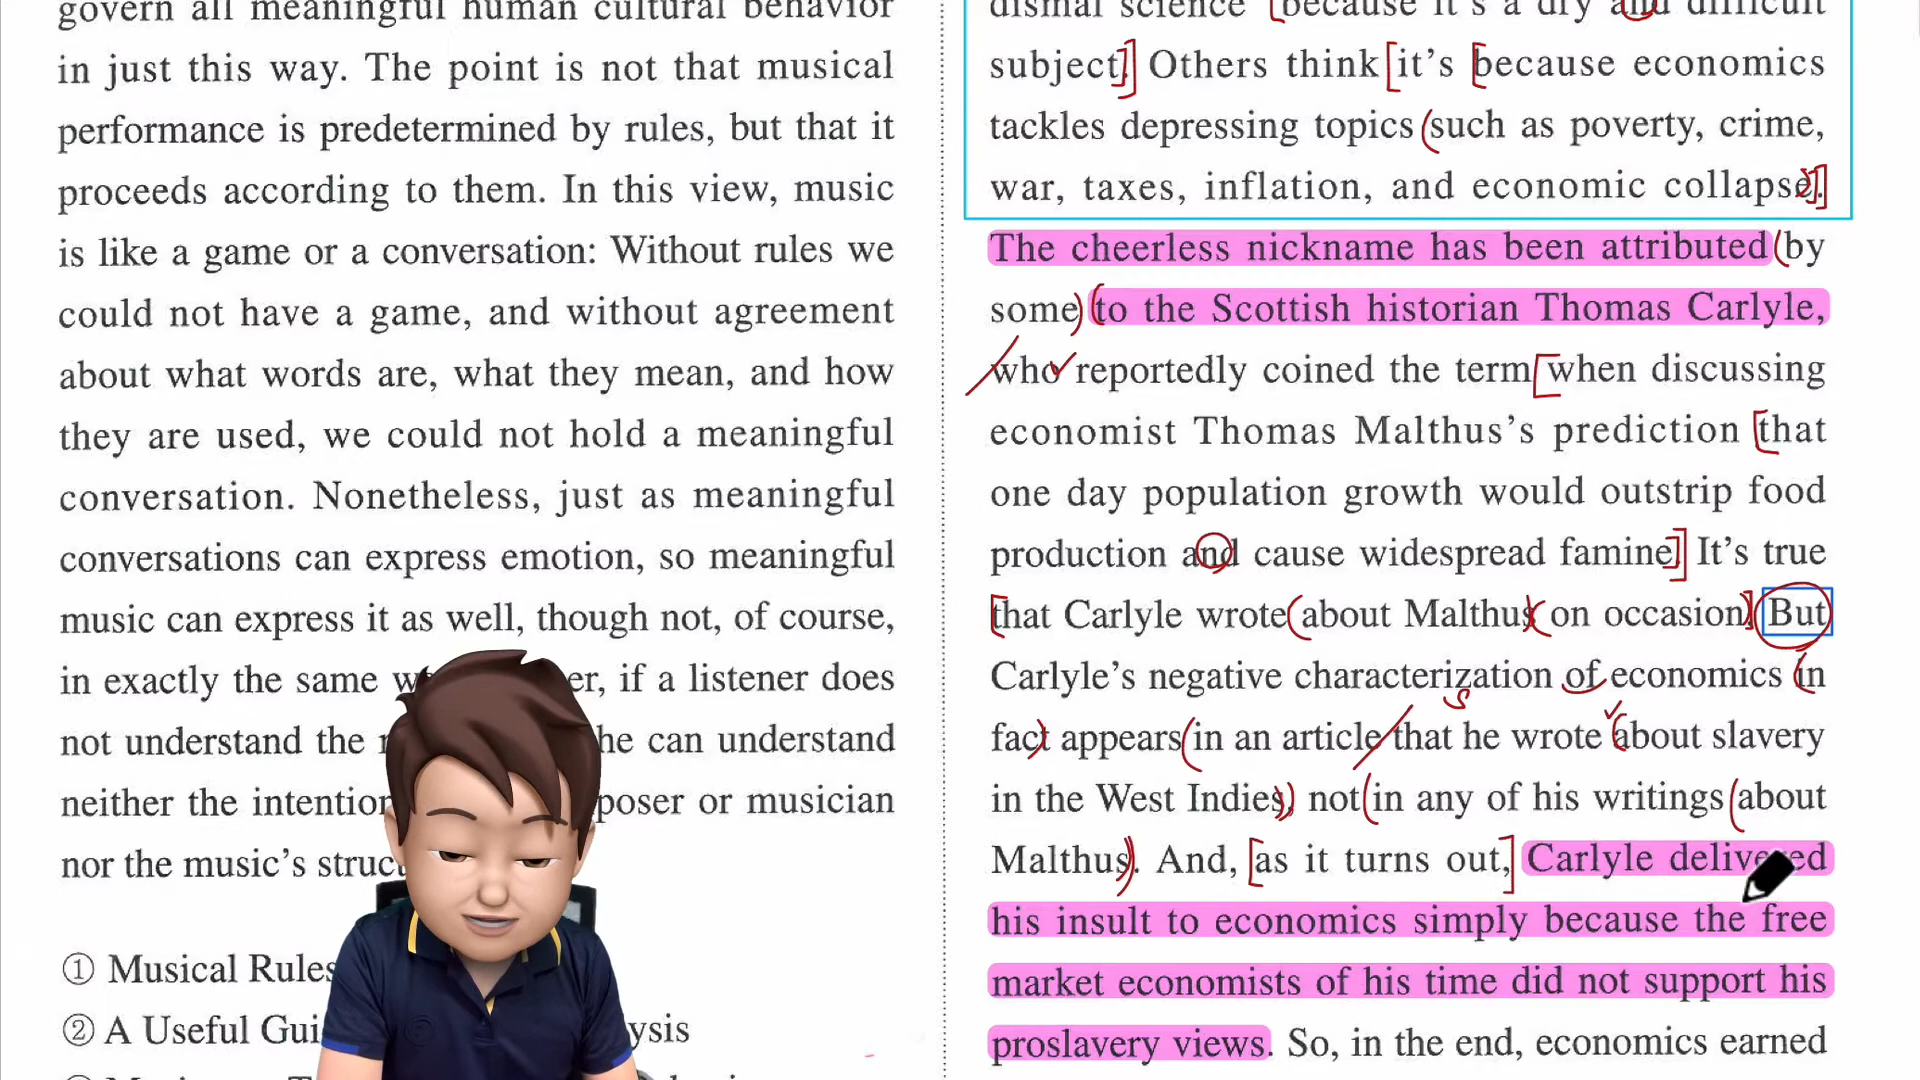 govern all meaningful human cultural behavior
in just this way. The point is not that musical
performance is predetermined by rules, but that it
proceeds according to them. In this view, music
is like a game or a conversation: Without rules we
could not have a game, and without agreement
about what words are, what they mean, and how
they are used, we could not hold a meaningful
conversation. Nonetheless, just as meaningful
conversations can express emotion, so meaningful
music can express it as well, though not, of course,
in exactly the same if a listener does
not understand the he can understand
neither the or musician
nor the music's
① Musical Rules
② A Useful
dismal science because it's a dry and difficult
subject. Others think it's because economics
tackles depressing topics such as poverty, crime,
war, taxes, inflation, and economic collapse.
The cheerless nickname has been attributed by
some to the Scottish historian Thomas Carlyle,
who reportedly coined the term when discussing
economist Thomas Malthus's prediction that
one day population growth would outstrip food
production and cause widespread famine. It's true
that Carlyle wrote about Malthus on occasion. But
Carlyle's negative characterization of economics in
fact appears in an article that he wrote about slavery
in the West Indies, not in any of his writings about
Malthus. And, as it turns out, Carlyle delivered
his insult to economics simply because the free
market economists of his time did not support his
proslavery views. So, in the end, economics earned